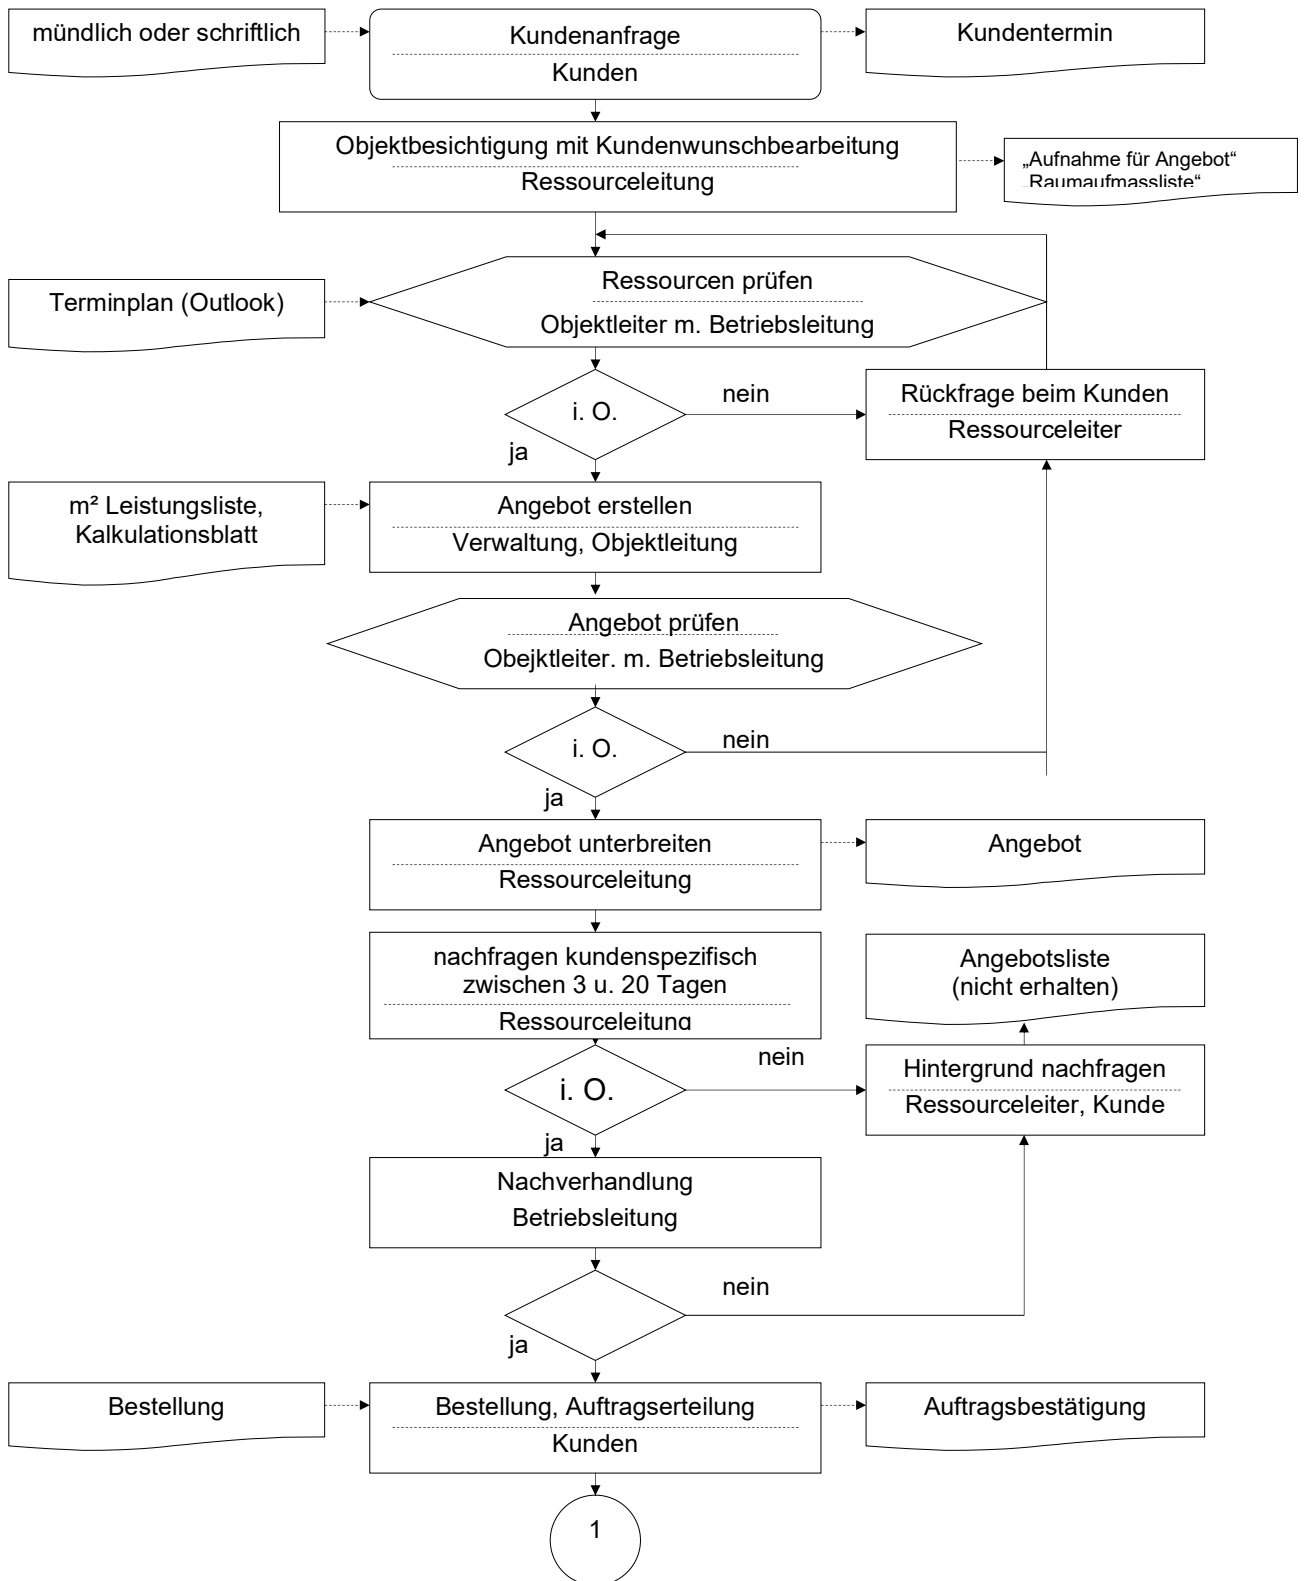 mündlich oder schriftlich
Kundenanfrage
Kunden
Kundentermin
Objektbesichtigung mit Kundenwunschbearbeitung
Ressourceleitung
„Aufnahme für Angebot“
„Raumaufmassliste“
Terminplan (Outlook)
Ressourcen prüfen
Objektleiter m. Betriebsleitung
i. O.
nein
ja
Rückfrage beim Kunden
Ressourceleiter
m² Leistungsliste,
Kalkulationsblatt
Angebot erstellen
Verwaltung, Objektleitung
Angebot prüfen
Obejktleiter. m. Betriebsleitung
i. O.
nein
ja
Angebot unterbreiten
Ressourceleitung
Angebot
nachfragen kundenspezifisch
zwischen 3 u. 20 Tagen
Ressourceleitung
Angebotsliste
(nicht erhalten)
i. O.
nein
ja
Hintergrund nachfragen
Ressourceleiter, Kunde
Nachverhandlung
Betriebsleitung
nein
ja
Bestellung
Bestellung, Auftragserteilung
Kunden
Auftragsbestätigung
1